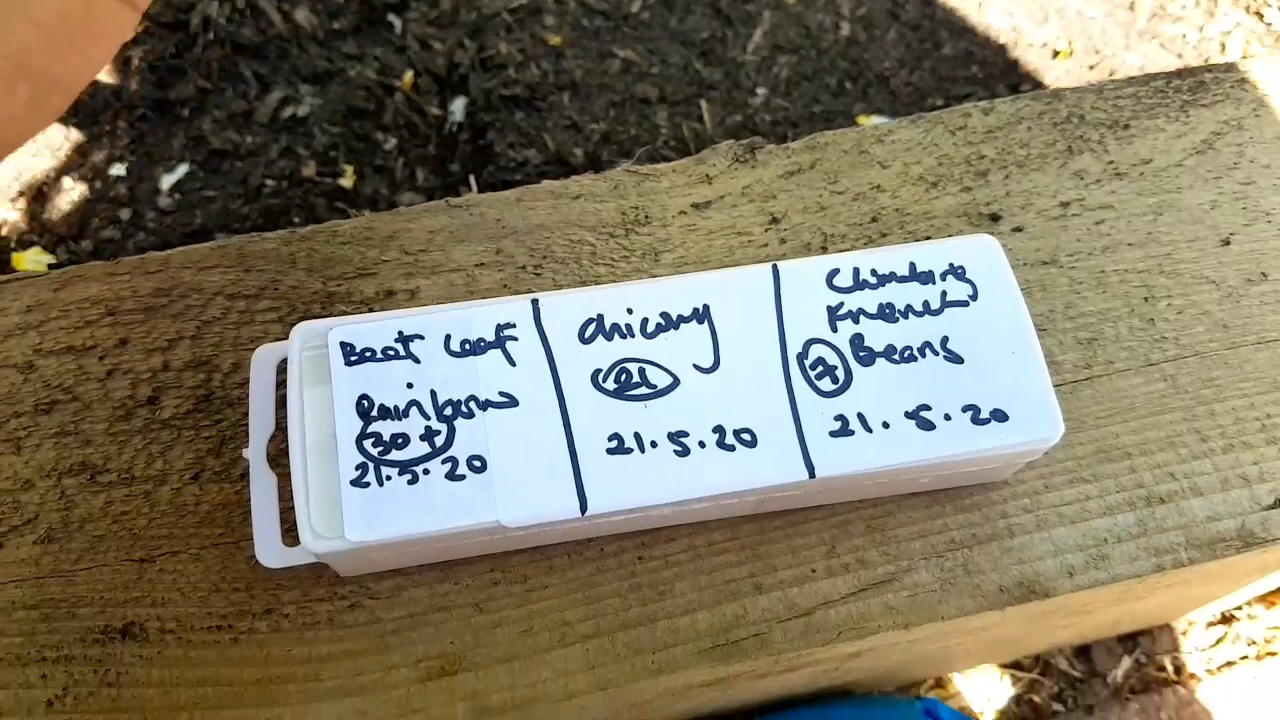 Beet Leaf
Rainbow
30+
21.5.20
chicory
21
21.5.20
Climbing
French
7 Beans
21.5.20